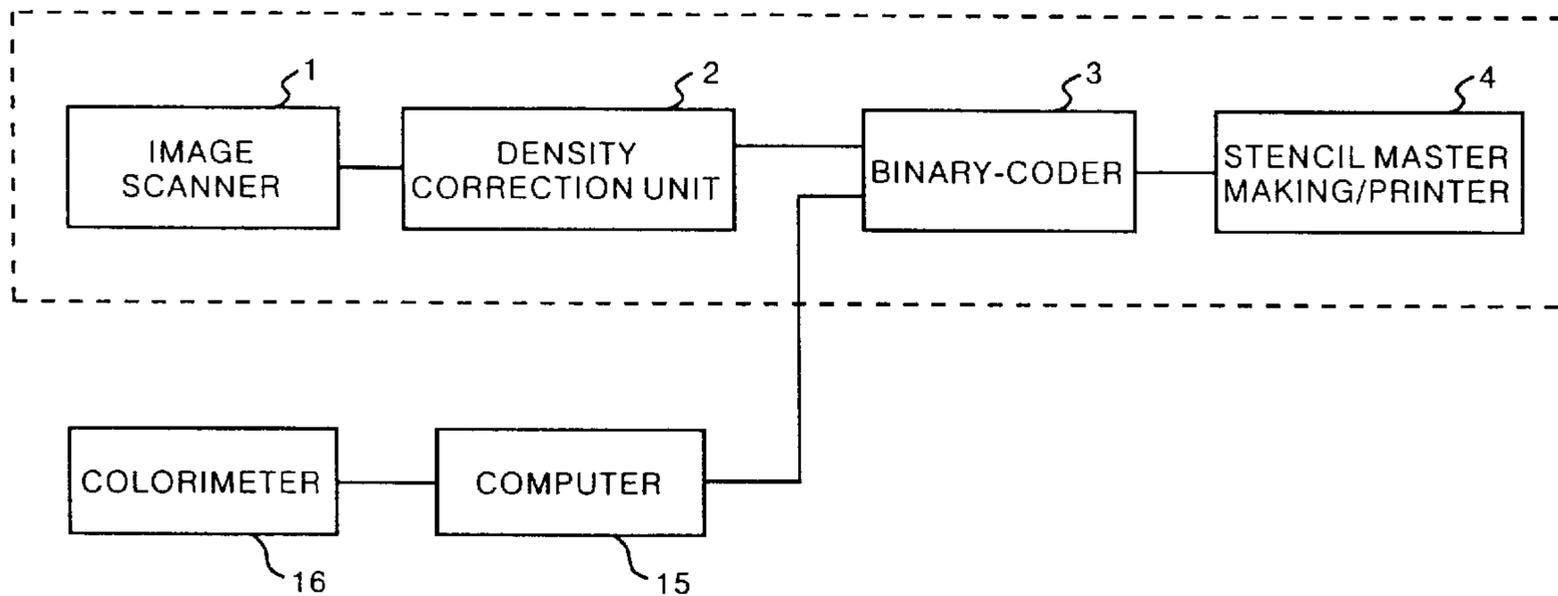 1
2
3
4
IMAGE
SCANNER
DENSITY
CORRECTION UNIT
BINARY-CODER
STENCIL MASTER
MAKING/PRINTER
COLORIMETER
COMPUTER
16
15